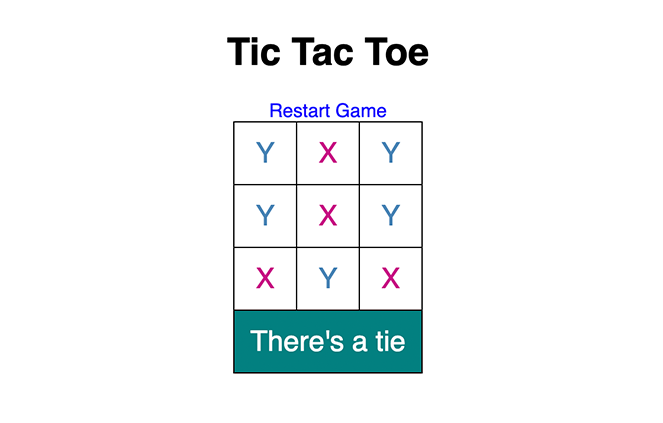 Tic Tac Toe
Restart Game
Y X Y
Y X Y
X Y X
There's a tie